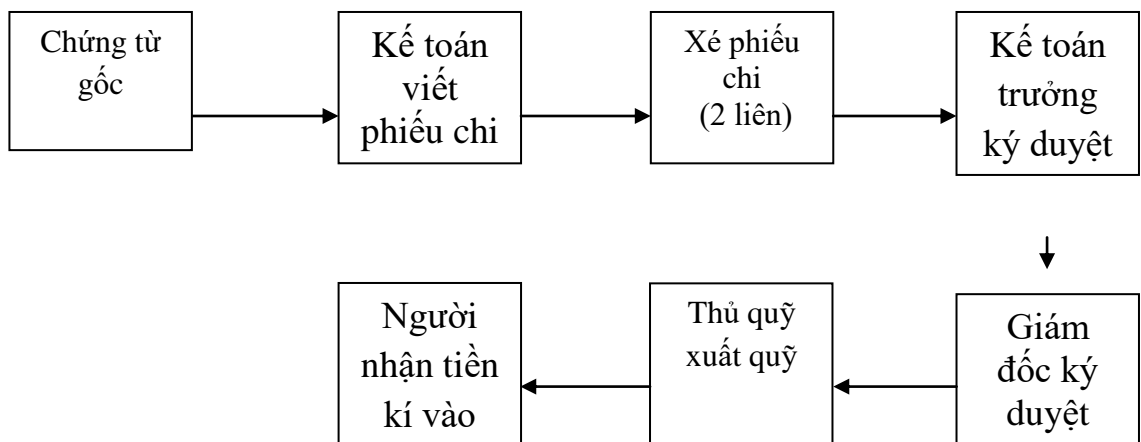 Chứng từ
gốc
Kế toán
viết
phiếu chi
Xé phiếu
chi
(2 liên)
Kế toán
trưởng
ký duyệt
Giám
đốc ký
duyệt
Thủ quỹ
xuất quỹ
Người
nhận tiền
kí vào